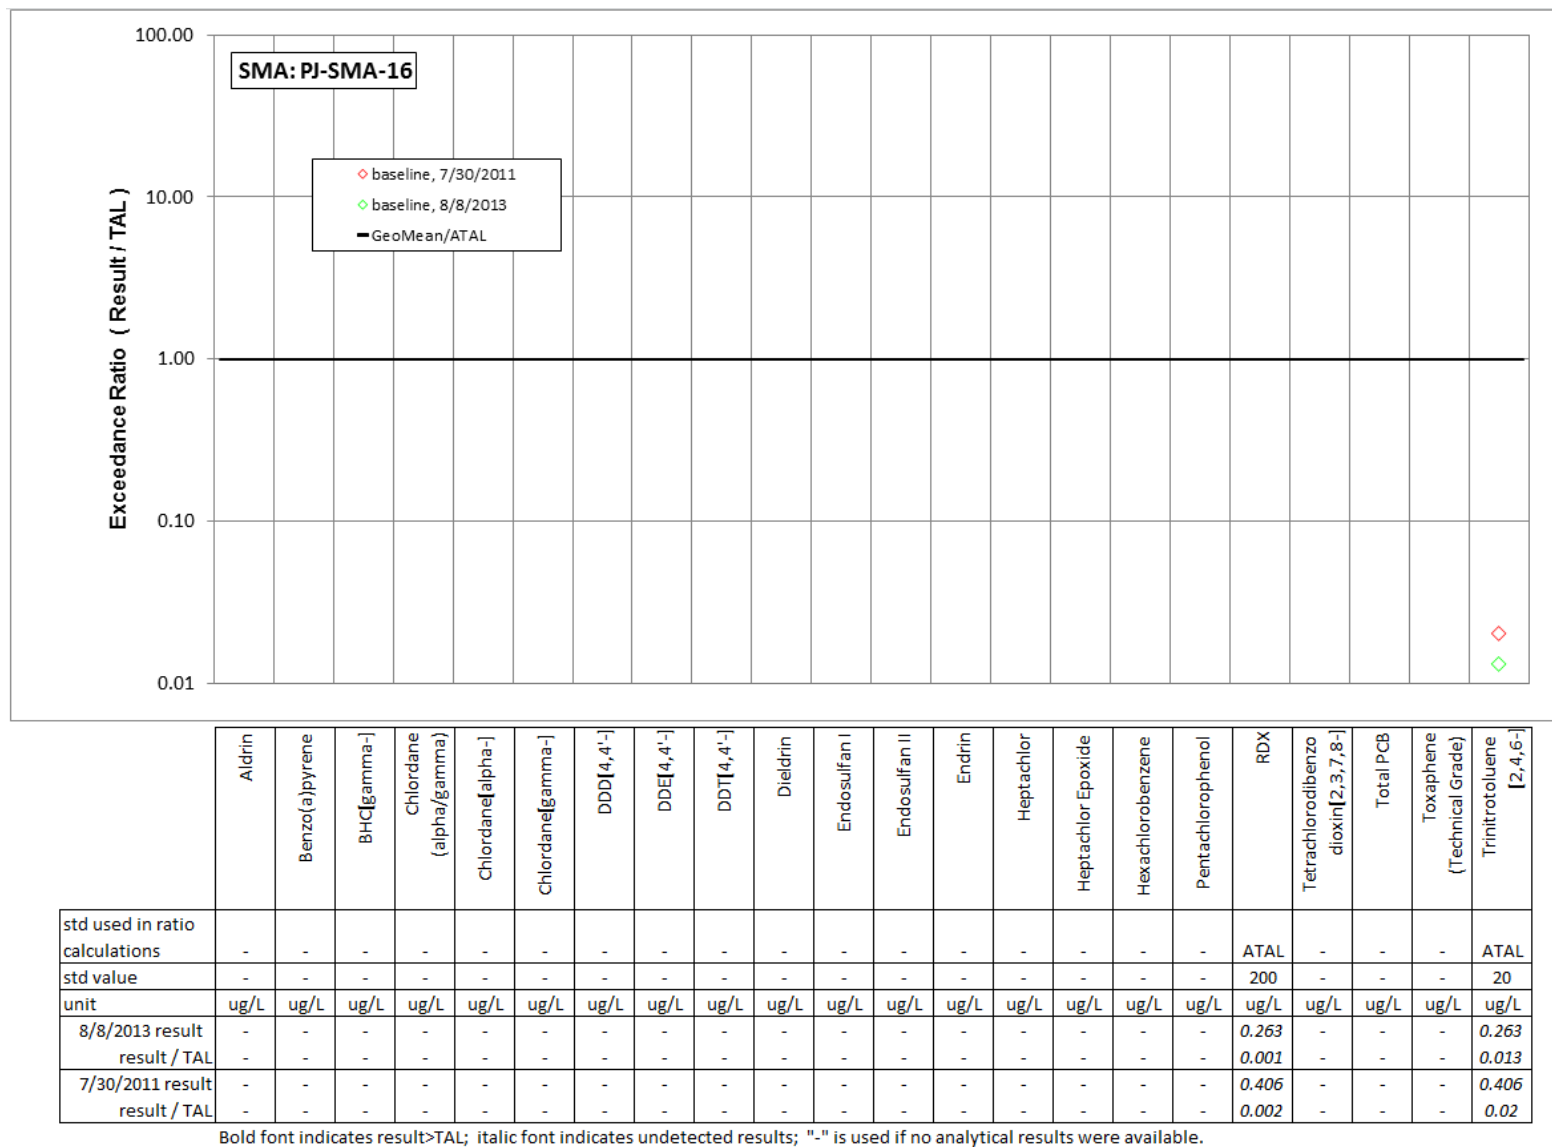 100.00
SMA: PJ-SMA-16
baseline, 7/30/2011
10.00
baseline, 8/8/2013
GeoMean/ATAL
Exceedance Ratio ( Result / TAL )
1.00
0.10
0.01
Aldrin
Benzo(a)pyrene
BHC[gamma-]
Chlordane
(alpha/gamma)
Chlordane[alpha-]
Chlordane[gamma-]
DDD[4,4'-]
DDE[4,4'-]
DDT[4,4'-]
Dieldrin
Endosulfan I
Endosulfan II
Endrin
Heptachlor
Heptachlor Epoxide
Hexachlorobenzene
Pentachlorophenol
RDX
Tetrachlorodibenzo
dioxin[2,3,7,8-]
Total PCB
Toxaphene
(Technical Grade)
Trinitrotoluene
[2,4,6-]
std used in ratio
calculations - - - - - - - - - - - - - - - - - ATAL - - - ATAL
std value - - - - - - - - - - - - - - - - - 200 - - - 20
unit ug/L ug/L ug/L ug/L ug/L ug/L ug/L ug/L ug/L ug/L ug/L ug/L ug/L ug/L ug/L ug/L ug/L ug/L ug/L ug/L ug/L ug/L
8/8/2013 result - - - - - - - - - - - - - - - - - 0.263 - - - 0.263
result / TAL - - - - - - - - - - - - - - - - - 0.001 - - - 0.013
7/30/2011 result - - - - - - - - - - - - - - - - - 0.406 - - - 0.406
result / TAL - - - - - - - - - - - - - - - - - 0.002 - - - 0.02
Bold font indicates result>TAL; italic font indicates undetected results; "-" is used if no analytical results were available.